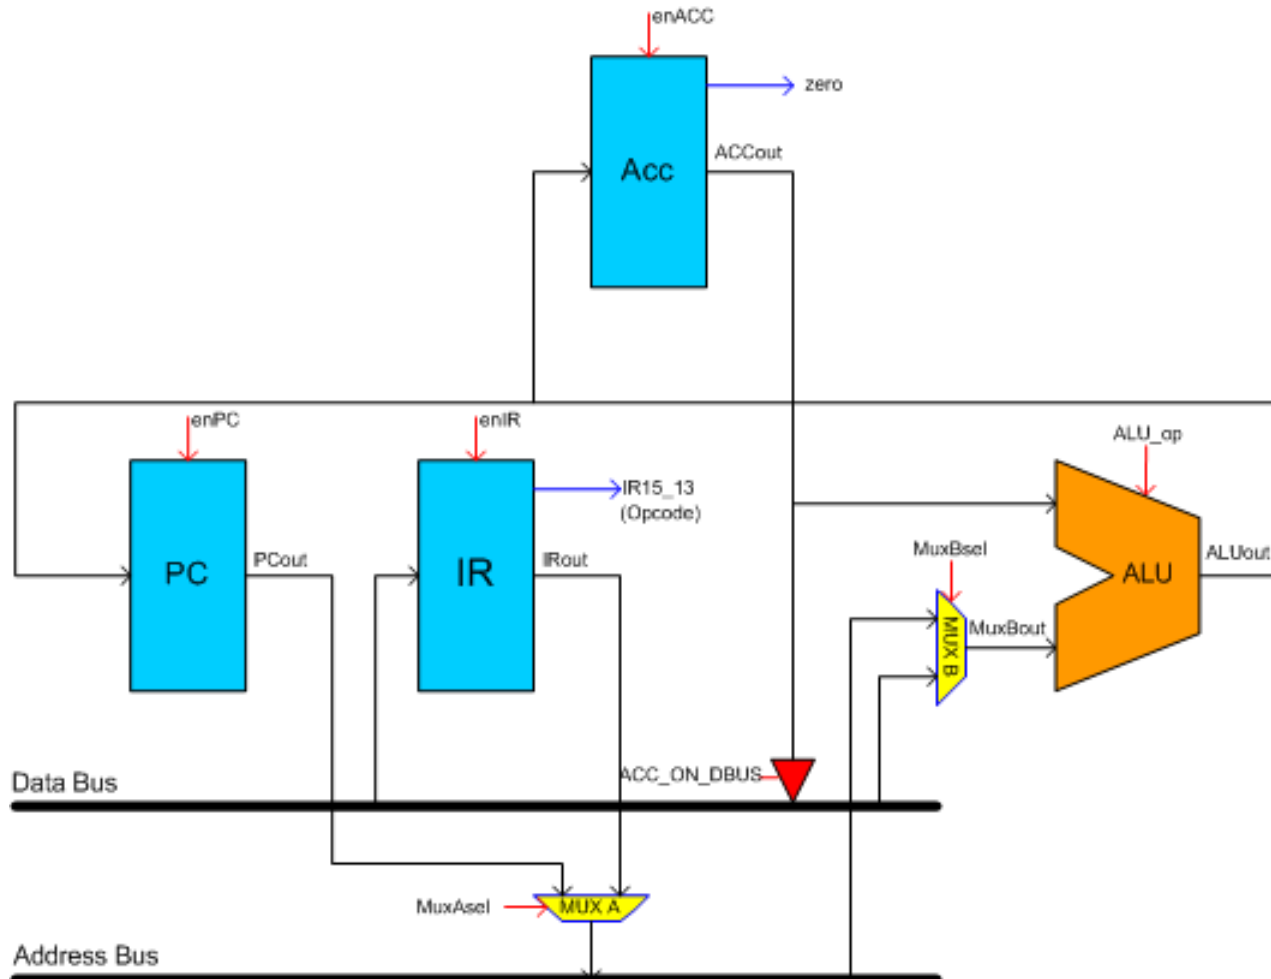 enACC
zero
ACCout
Acc
enPC
enIR
ALU_op
IR15_13
(Opcode)
PCout
IRout
MuxBsel
ALUout
PC
IR
ALU
MUX B
MuxBout
ACC_ON_DBUS
Data Bus
MuxAsel
MUX A
Address Bus